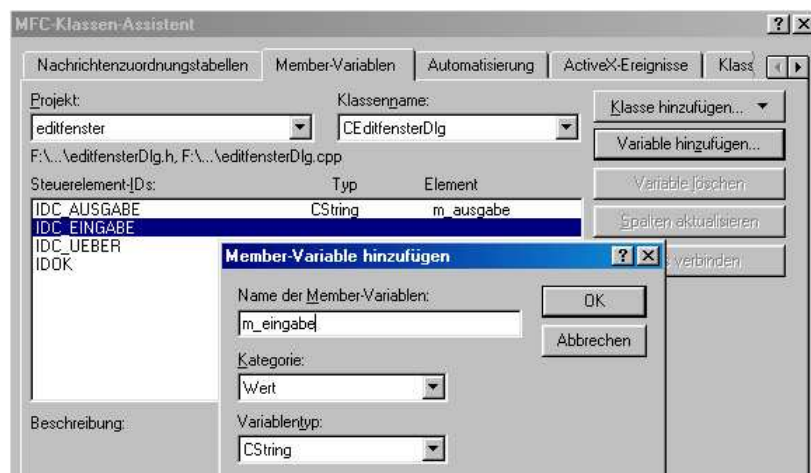 MFC-Klassen-Assistent
Nachrichtenzuordnungstabellen Member-Variablen Automatisierung ActiveX-Ereignisse Klass
Projekt: Klassenname:
editfenster CEditfensterDlg
Klasse hinzufügen...
F:\...\editfensterDlg.h, F:\...\editfensterDlg.cpp
Variable hinzufügen...
Steuerelement-IDs: Typ Element
Variable löschen
IDC_AUSGABE CString m_ausgabe
IDC_EINGABE
Spalten aktualisieren
IDC_UEBER
IDOK
verbinden
Member-Variable hinzufügen
Name der Member-Variablen:
OK
m_eingabe
Abbrechen
Kategorie:
Wert
Beschreibung:
Variablentyp:
CString